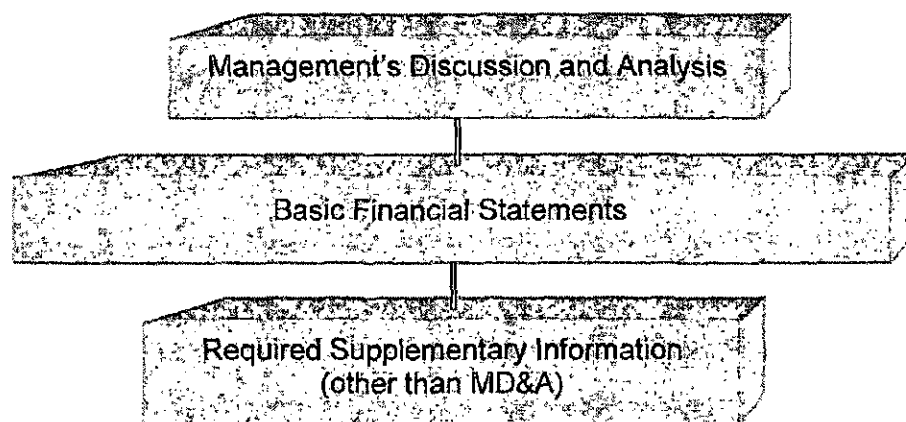 Management's Discussion and Analysis
Basic Financial Statements
Required Supplementary Information
(other than MD&A)